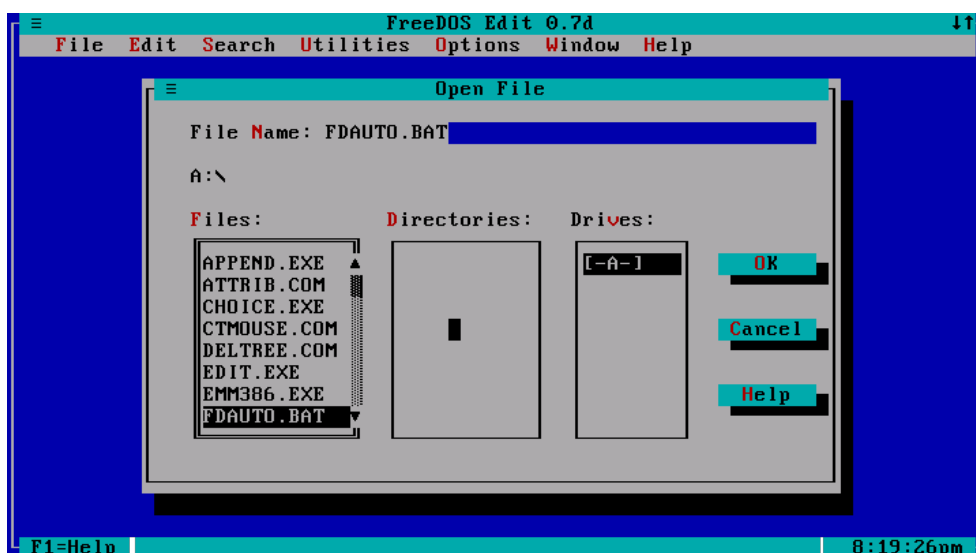 ≡ FreeDOS Edit 0.7d ↓↑
File Edit Search Utilities Options Window Help
≡ Open File
File Name: FDAUTO.BAT
A:\
Files: Directories: Drives:
APPEND.EXE ▲ [-A-] OK
ATTRIB.COM
CHOICE.EXE
CTMOUSE.COM Cancel
DELTREE.COM
EDIT.EXE
EMM386.EXE Help
FDAUTO.BAT ▼
F1=Help 8:19:26pm